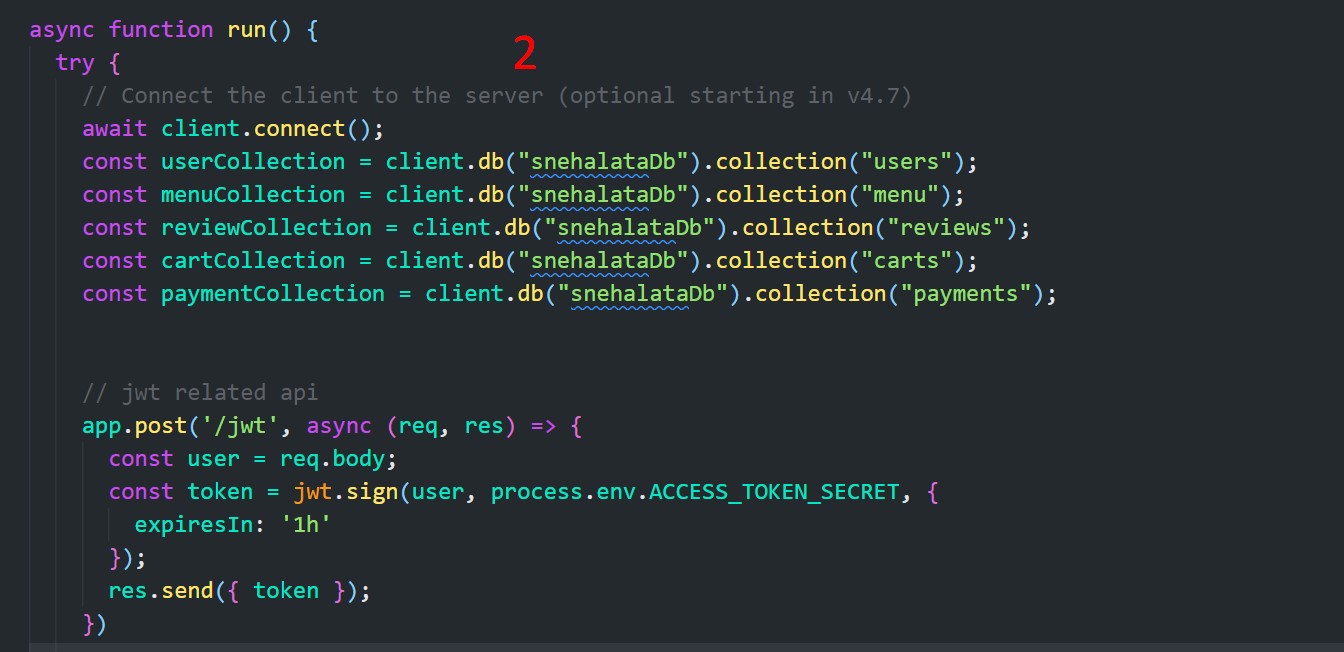 async function run() {
2
try {
// Connect the client to the server (optional starting in v4.7)
await client.connect();
const userCollection = client.db("snehalataDb").collection("users");
const menuCollection = client.db("snehalataDb").collection("menu");
const reviewCollection = client.db("snehalataDb").collection("reviews");
const cartCollection = client.db("snehalataDb").collection("carts");
const paymentCollection = client.db("snehalataDb").collection("payments");
// jwt related api
app.post('/jwt', async (req, res) => {
const user = req.body;
const token = jwt.sign(user, process.env.ACCESS_TOKEN_SECRET, {
expiresIn: '1h'
});
res.send({ token });
})